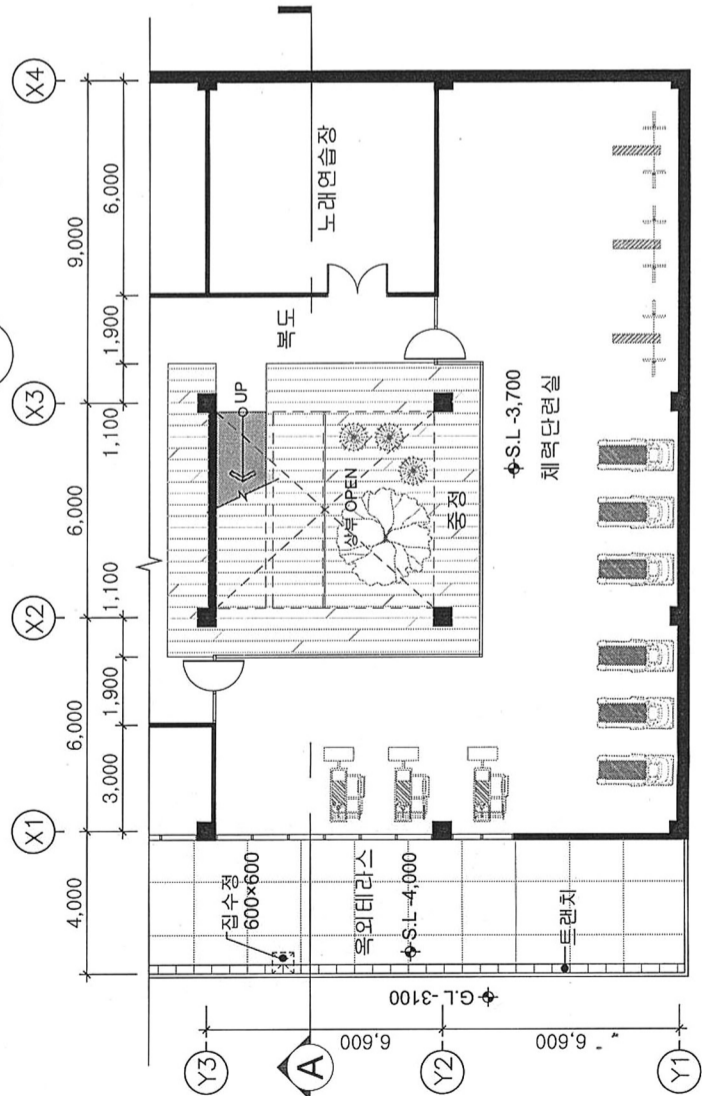 X1 X2 X3 X4
4,000 6,000 6,000 9,000
3,000 1,900 1,100 1,100 1,900 6,000
Y3
집수정
600×600
UP
복도
A
노래연습장
상부 OPEN
옥외테라스
S.L -4,000
6,600
Y2
중정
G.L -3100
S.L -3,700
체력단련실
트랜치
6,600
Y1